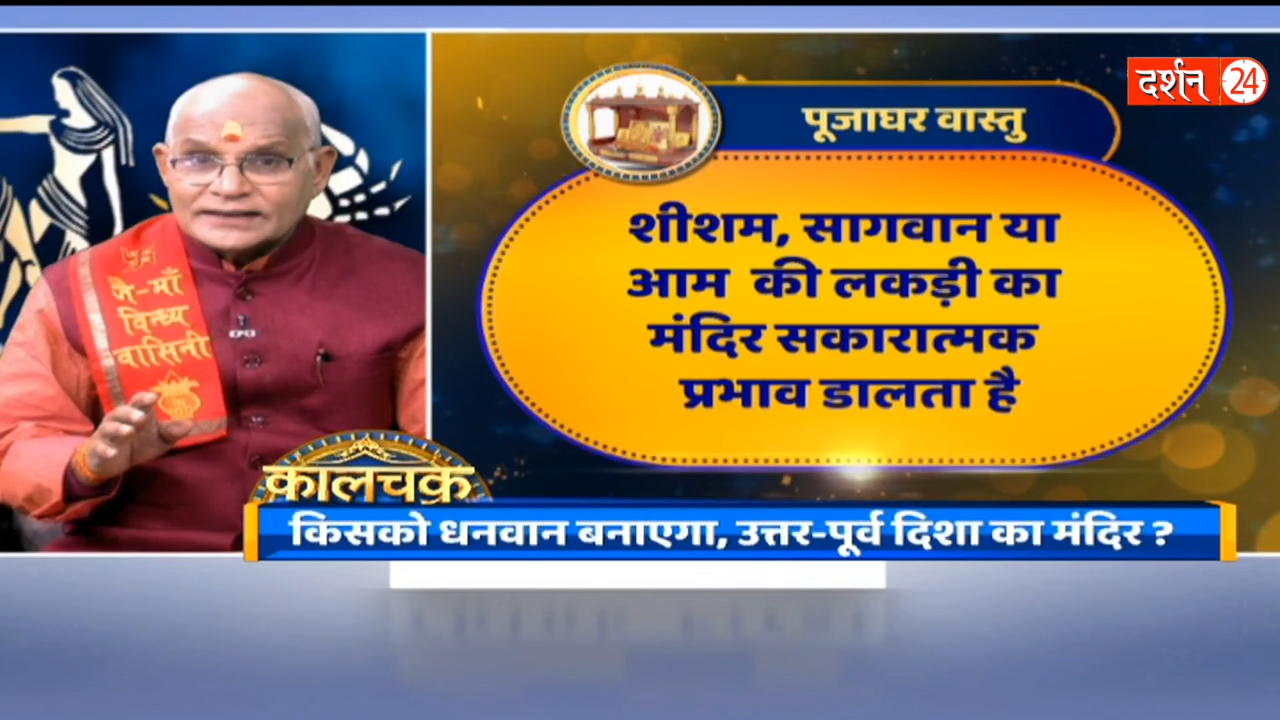 दर्शन 24
पूजाघर वास्तु
शीशम, सागवान या
आम की लकड़ी का
मंदिर सकारात्मक
प्रभाव डालता है
जै-माँ
विन्ध्य
वासिनी
कालचक्र
किसको धनवान बनाएगा, उत्तर-पूर्व दिशा का मंदिर ?